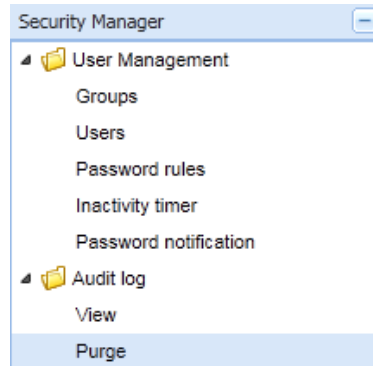 Security Manager
User Management
Groups
Users
Password rules
Inactivity timer
Password notification
Audit log
View
Purge